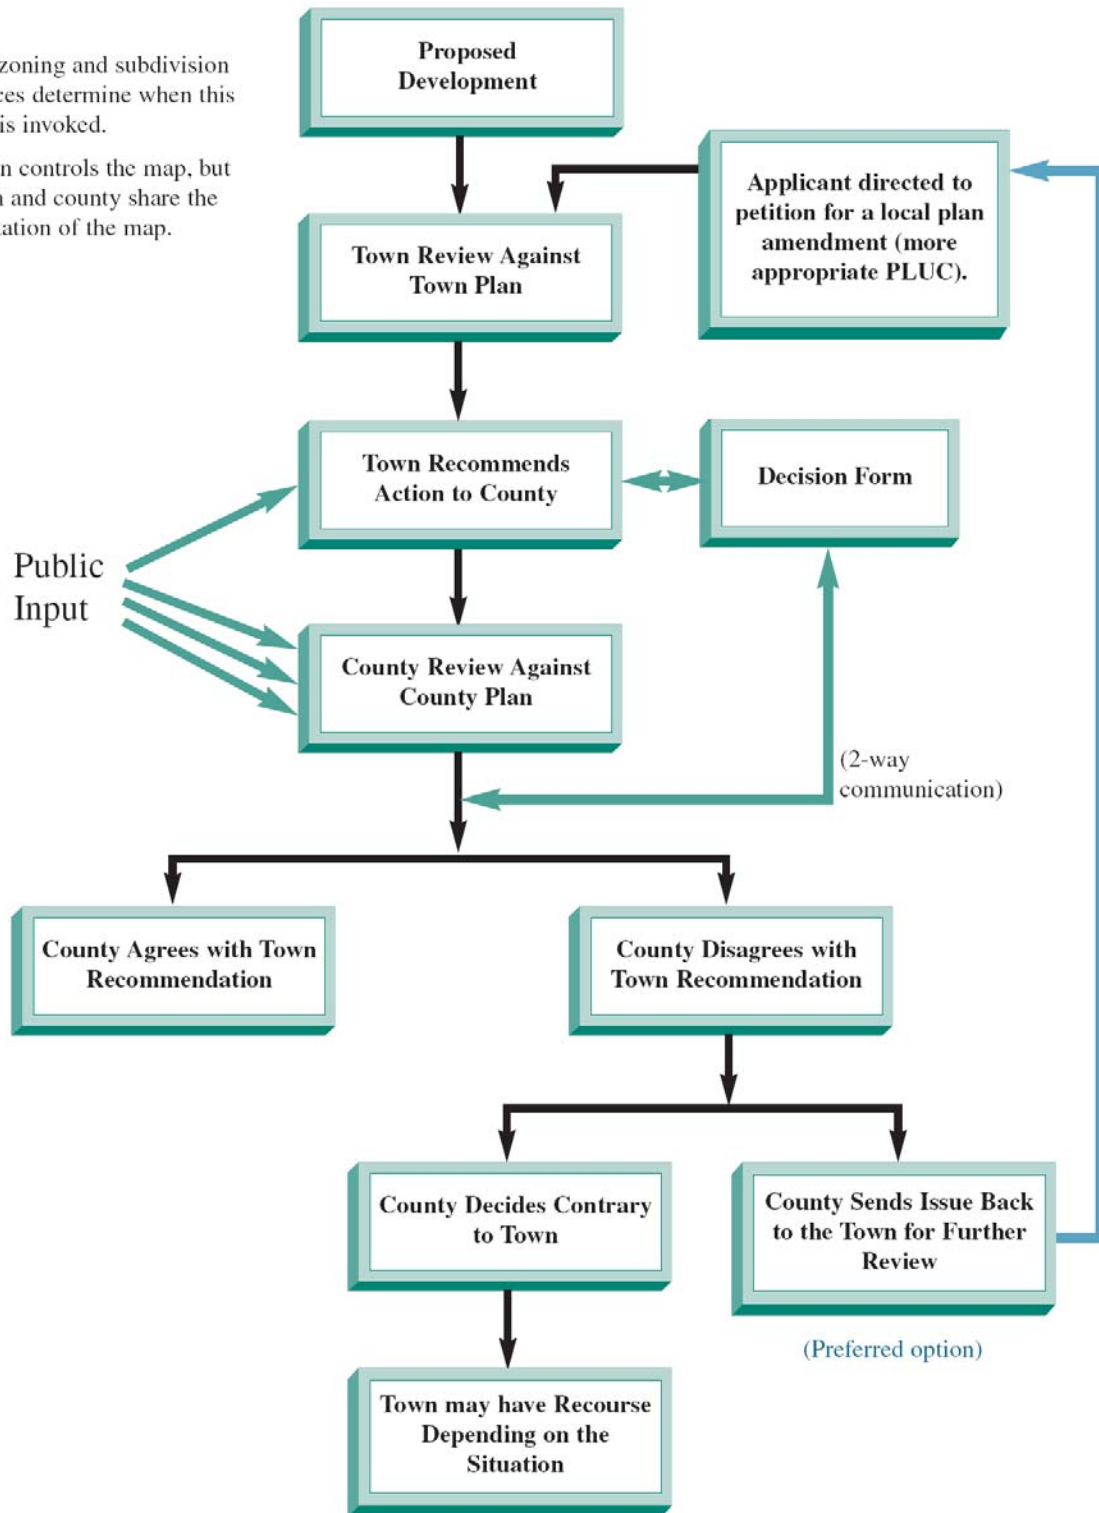 zoning and subdivision
determine when this
is invoked.
controls the map, but
and county share the
of the map.
Proposed
Development
Applicant directed to
petition for a local plan
amendment (more
appropriate PLUC).
Town Review Against
Town Plan
Town Recommends
Action to County
Decision Form
Public
Input
County Review Against
County Plan
(2-way
communication)
County Agrees with Town
Recommendation
County Disagrees with
Town Recommendation
County Decides Contrary
to Town
County Sends Issue Back
to the Town for Further
Review
(Preferred option)
Town may have Recourse
Depending on the
Situation